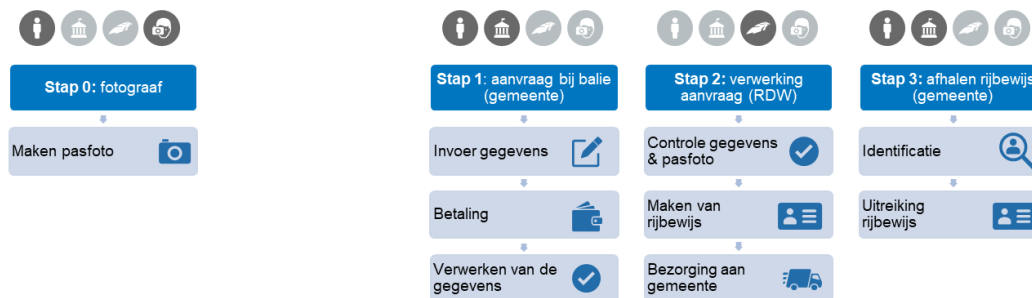 Stap 0: fotograaf
Maken pasfoto
Stap 1: aanvraag bij balie
(gemeente)
Invoer gegevens
Betaling
Verwerken van de
gegevens
Stap 2: verwerking
aanvraag (RDW)
Controle gegevens
& pasfoto
Maken van
rijbewijs
Bezorging aan
gemeente
Stap 3: afhalen rijbewijs
(gemeente)
Identificatie
Uitreiking
rijbewijs